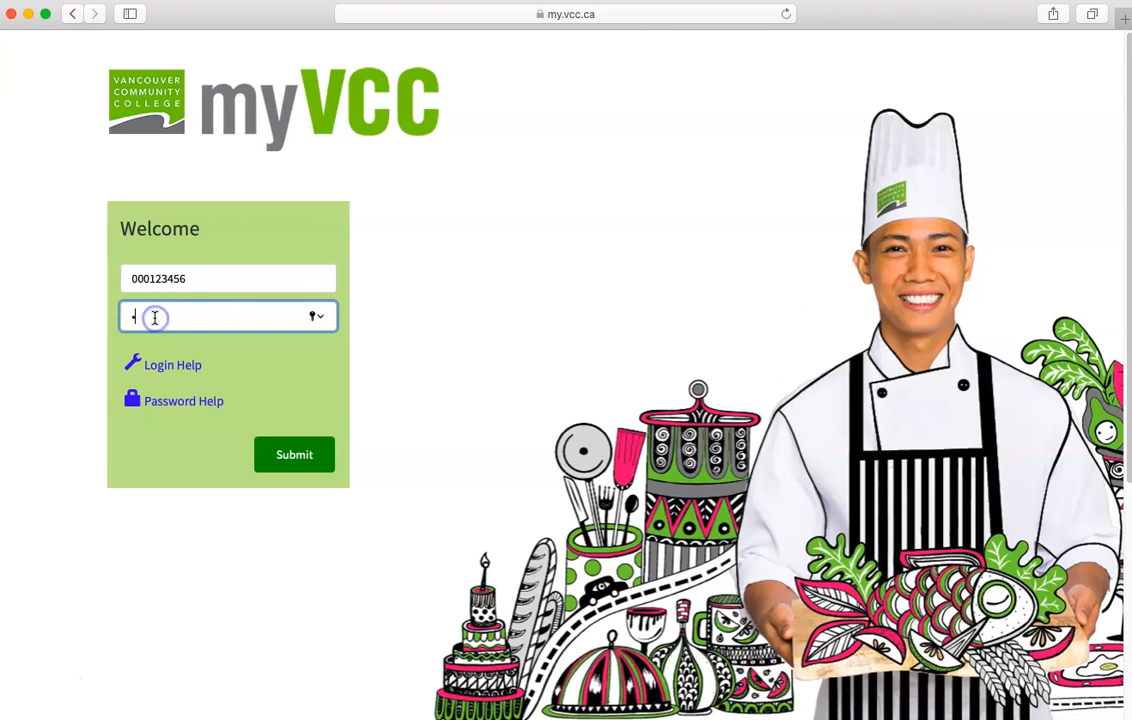 my.vcc.ca
VANCOUVER
COMMUNITY
COLLEGE
myVCC
Welcome
000123456
Login Help
Password Help
Submit